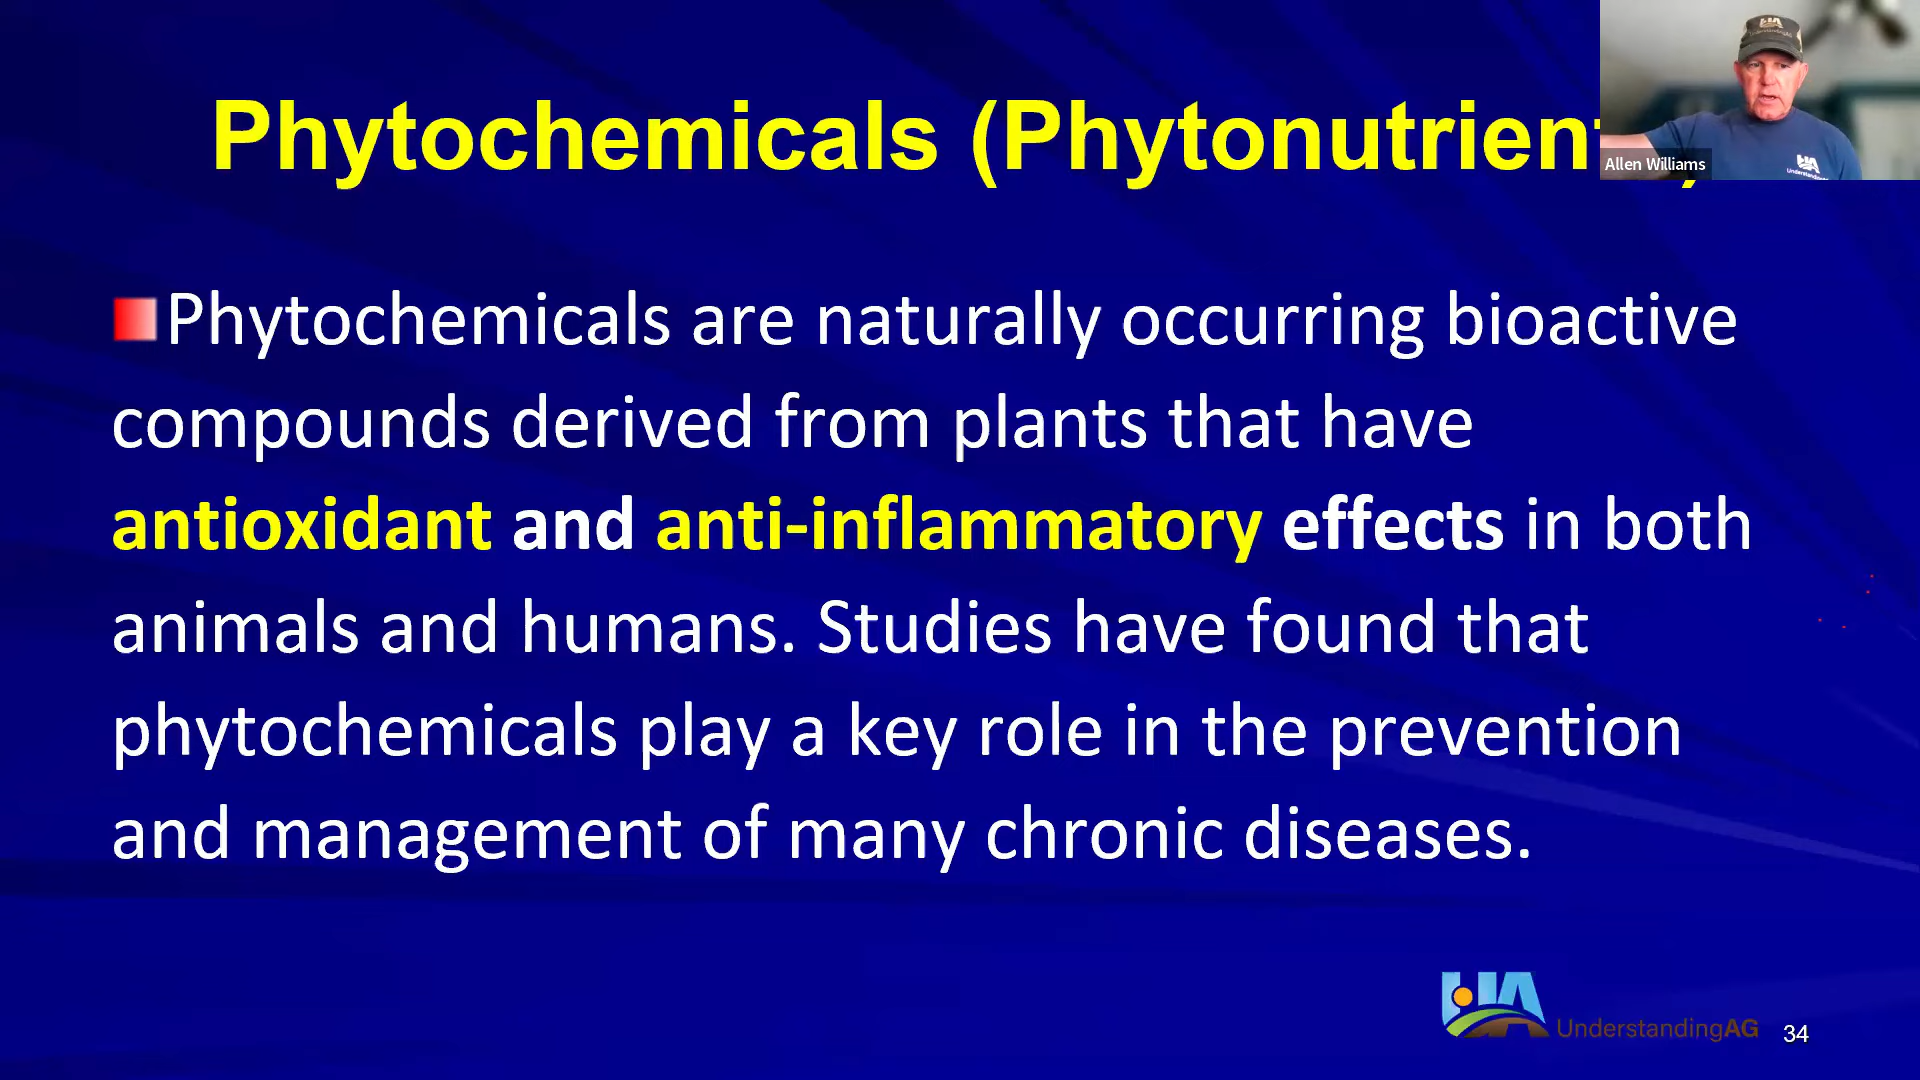 Phytochemicals (Phytonutrien
Allen Williams
Phytochemicals are naturally occurring bioactive
compounds derived from plants that have
antioxidant and anti-inflammatory effects in both
animals and humans. Studies have found that
phytochemicals play a key role in the prevention
and management of many chronic diseases.
UA
UnderstandingAG
34